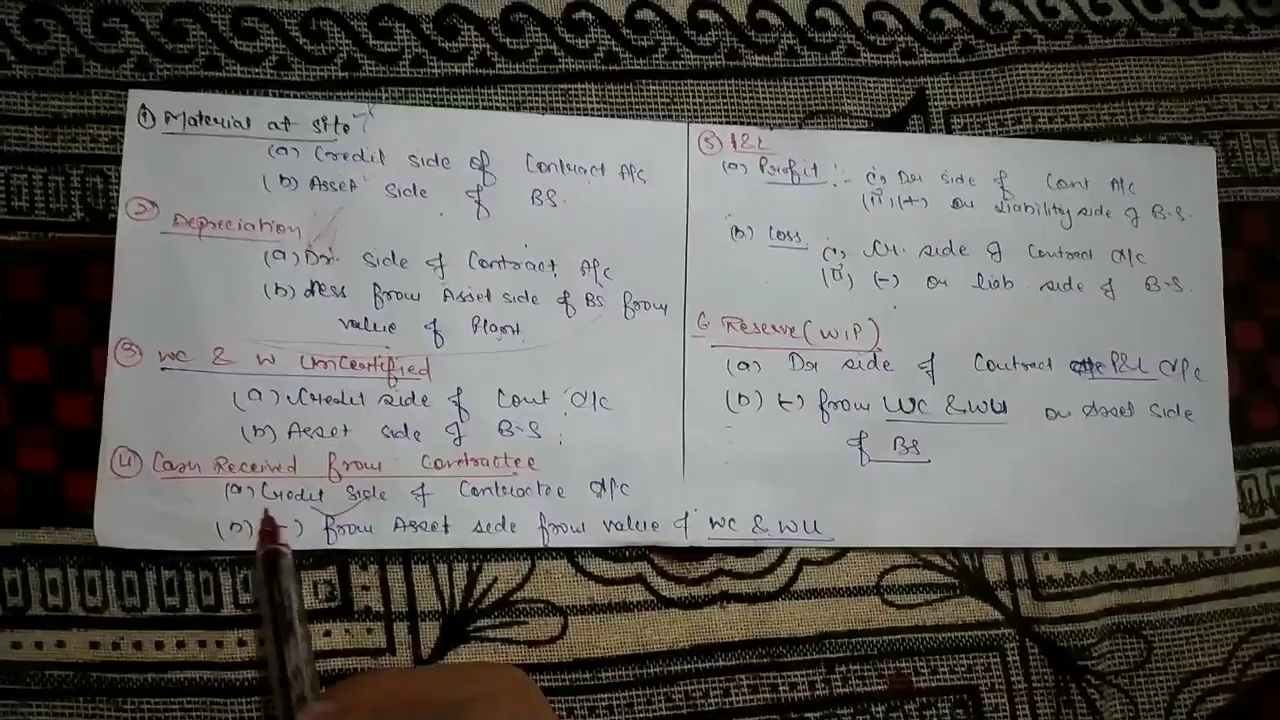 ① Material at site
(a) Credit side of Contract A/c
(b) Asset side of BS.
② Depreciation
(a) Dr. side of Contract A/c
(b) Less from Asset side of BS from
value of Plant.
③ WC & W Uncertified
(a) Credit side of Cont a/c
(b) Asset side of B-S
④ Cash Received from Contractee
(a) Credit side of Contractee a/c
(b) (-) from Asset side from value of WC & WU
⑤ P&L
(a) Profit :- (i) Dr side of Cont A/c
(ii) (+) on liability side of B-S.
(b) Loss (i) Cr. side of Contract a/c
(ii) (-) on liab. side of B-S.
6 Reserve (WIP)
(a) Dr side of Contract P&L a/c
(b) (-) from WC & WU on Asset side
of BS